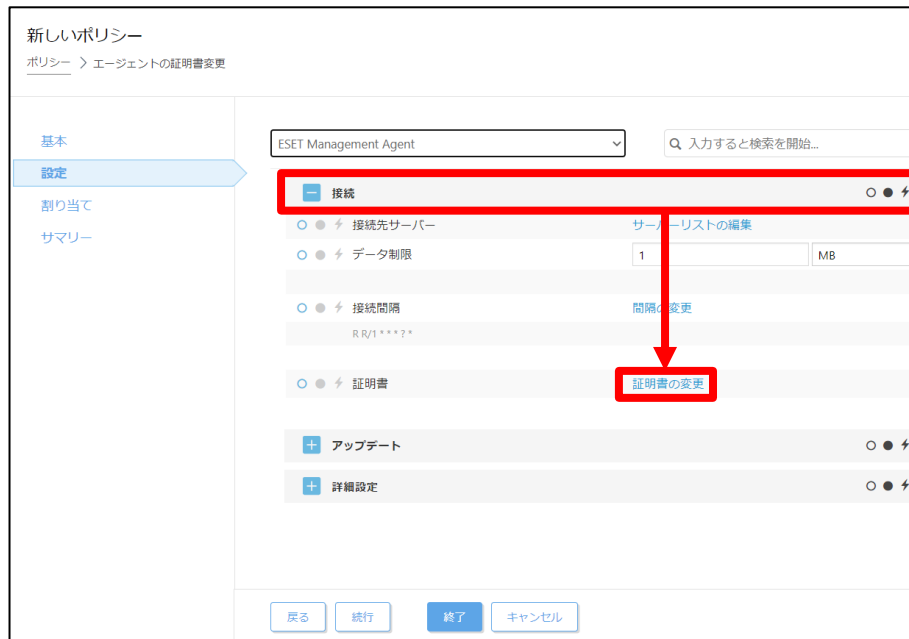 新しいポリシー
ポリシー > エージェントの証明書変更
基本
設定
割り当て
サマリー
ESET Management Agent
入力すると検索を開始...
接続
接続先サーバー サーバーリストの編集
データ制限 1 MB
接続間隔 間隔の変更
R R/1 * * * ? *
証明書 証明書の変更
アップデート
詳細設定
戻る 続行 終了 キャンセル